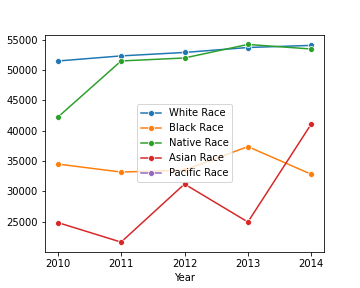 55000
50000
45000
40000
35000
30000
25000
White Race
Black Race
Native Race
Asian Race
Pacific Race
2010 2011 2012 2013 2014
Year